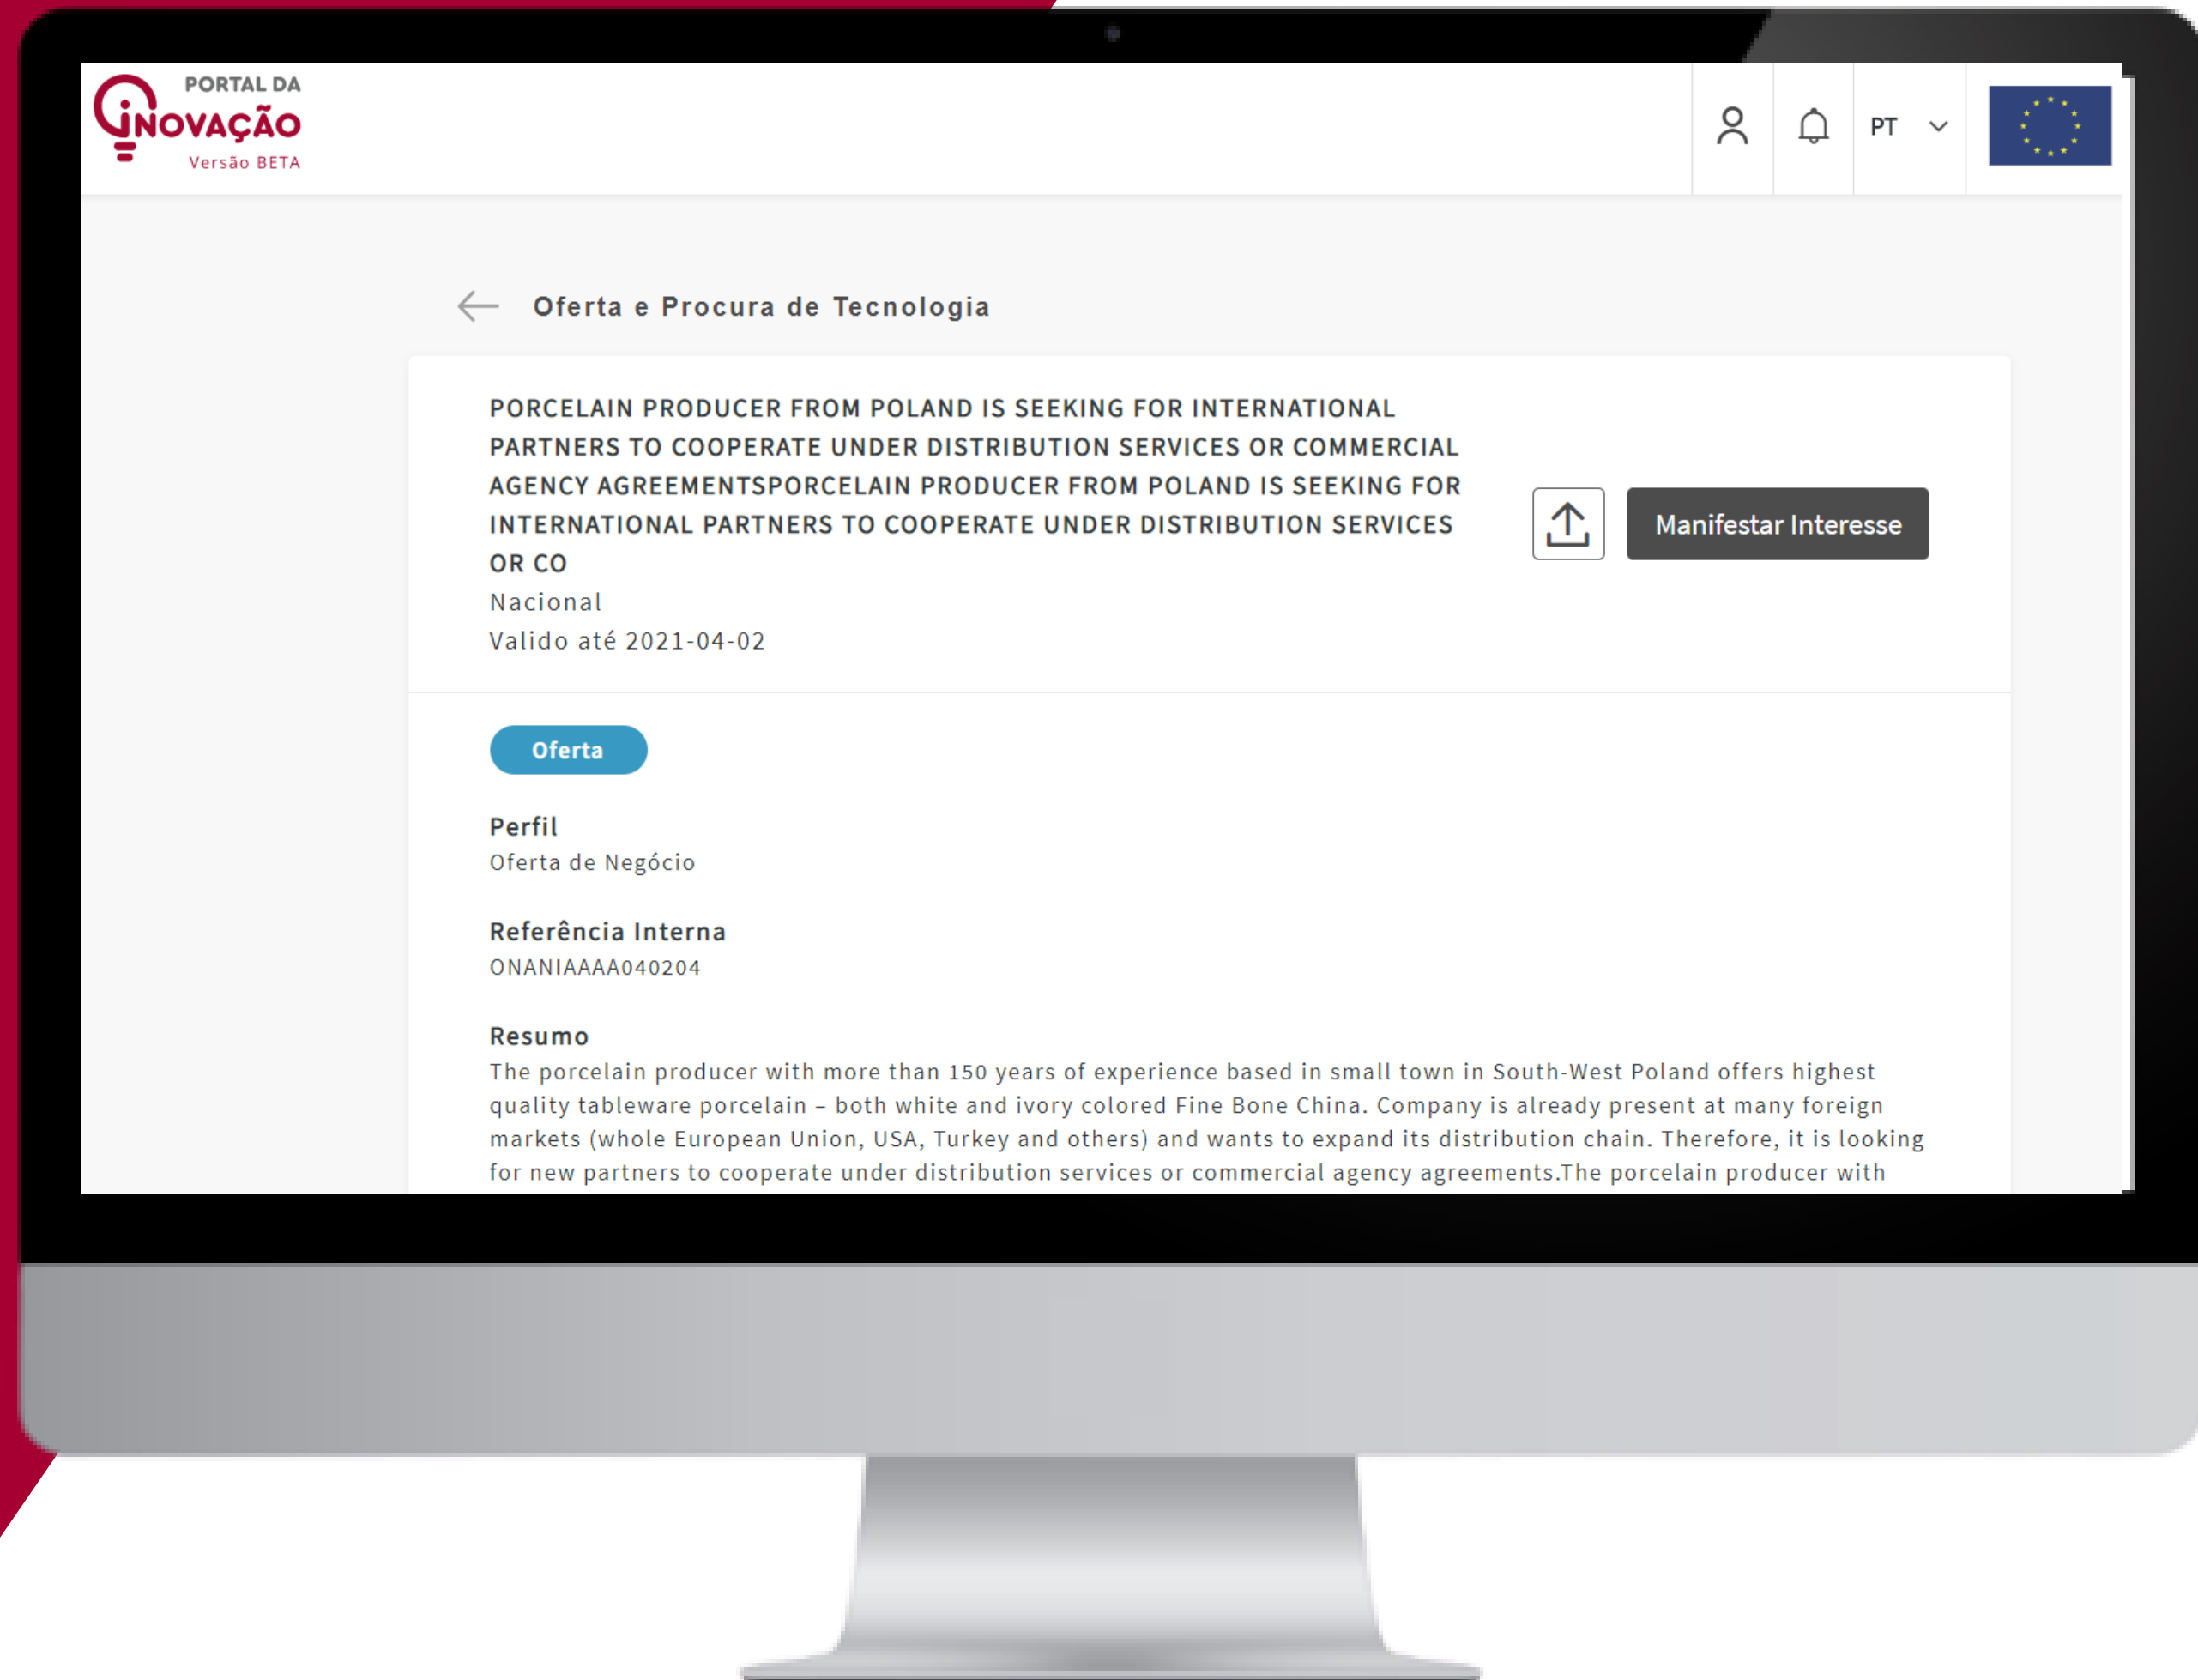 PORTAL DA
iNOVAÇÃO
Versão BETA
PT
Oferta e Procura de Tecnologia
PORCELAIN PRODUCER FROM POLAND IS SEEKING FOR INTERNATIONAL
PARTNERS TO COOPERATE UNDER DISTRIBUTION SERVICES OR COMMERCIAL
AGENCY AGREEMENTSPORCELAIN PRODUCER FROM POLAND IS SEEKING FOR
INTERNATIONAL PARTNERS TO COOPERATE UNDER DISTRIBUTION SERVICES
OR CO
Nacional
Valido até 2021-04-02
Manifestar Interesse
Oferta
Perfil
Oferta de Negócio
Referência Interna
ONANIAAAA040204
Resumo
The porcelain producer with more than 150 years of experience based in small town in South-West Poland offers highest
quality tableware porcelain – both white and ivory colored Fine Bone China. Company is already present at many foreign
markets (whole European Union, USA, Turkey and others) and wants to expand its distribution chain. Therefore, it is looking
for new partners to cooperate under distribution services or commercial agency agreements.The porcelain producer with